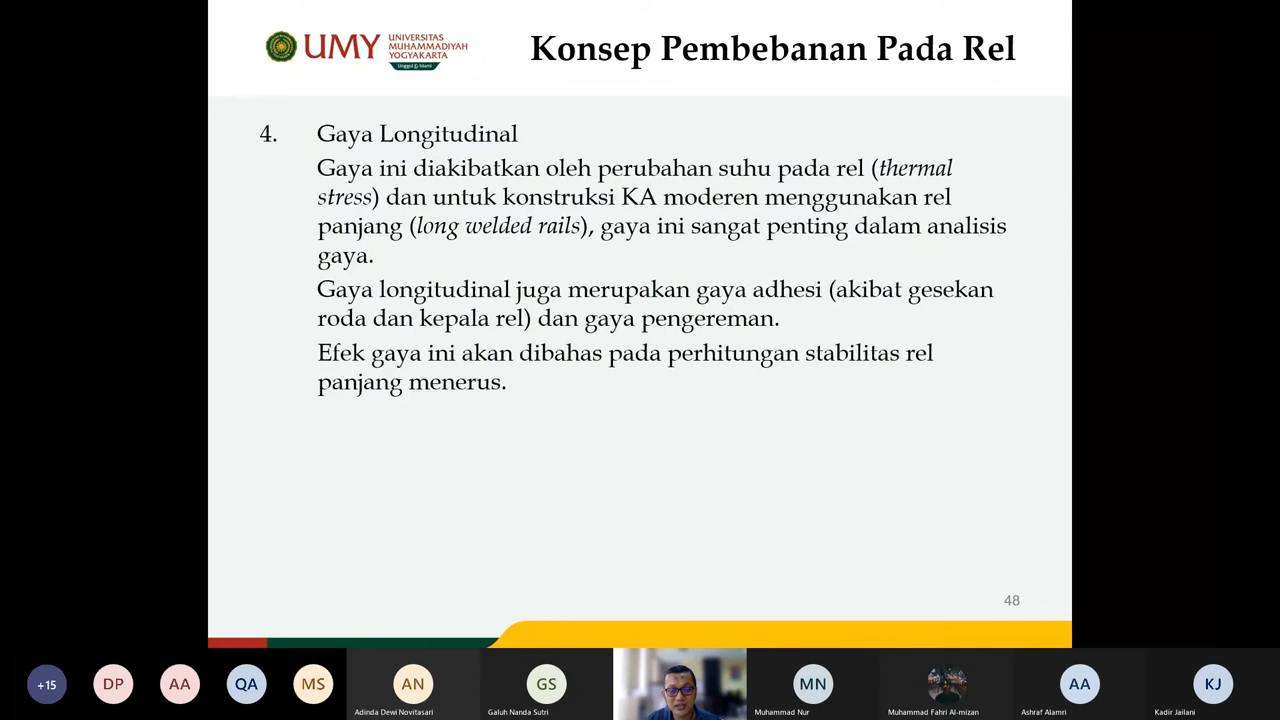 UMY
UNIVERSITAS
MUHAMMADIYAH
YOGYAKARTA
Unggul & Islami
Konsep Pembebanan Pada Rel
4. Gaya Longitudinal
Gaya ini diakibatkan oleh perubahan suhu pada rel (thermal
stress) dan untuk konstruksi KA moderen menggunakan rel
panjang (long welded rails), gaya ini sangat penting dalam analisis
gaya.
Gaya longitudinal juga merupakan gaya adhesi (akibat gesekan
roda dan kepala rel) dan gaya pengereman.
Efek gaya ini akan dibahas pada perhitungan stabilitas rel
panjang menerus.
48
+15 DP AA QA MS AN GS MN AA KJ
Adinda Dewi Novitasari Galuh Nanda Sutri Muhammad Nur Muhammad Fahri Al-mizan Ashraf Alamri Kadir Jailani